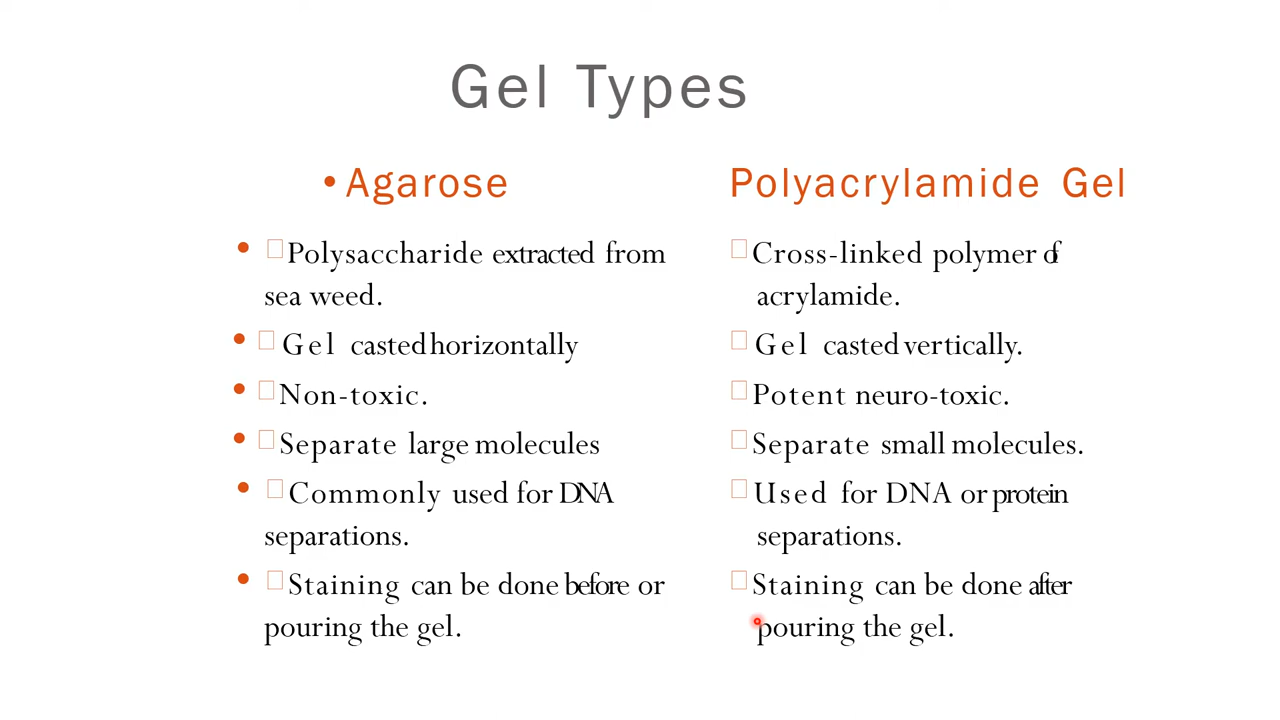 Gel Types
• Agarose
• Polysaccharide extracted from
sea weed.
• Gel casted horizontally
• Non-toxic.
• Separate large molecules
• Commonly used for DNA
separations.
• Staining can be done before or
pouring the gel.
Polyacrylamide Gel
Cross-linked polymer of
acrylamide.
Gel casted vertically.
Potent neuro-toxic.
Separate small molecules.
Used for DNA or protein
separations.
Staining can be done after
pouring the gel.